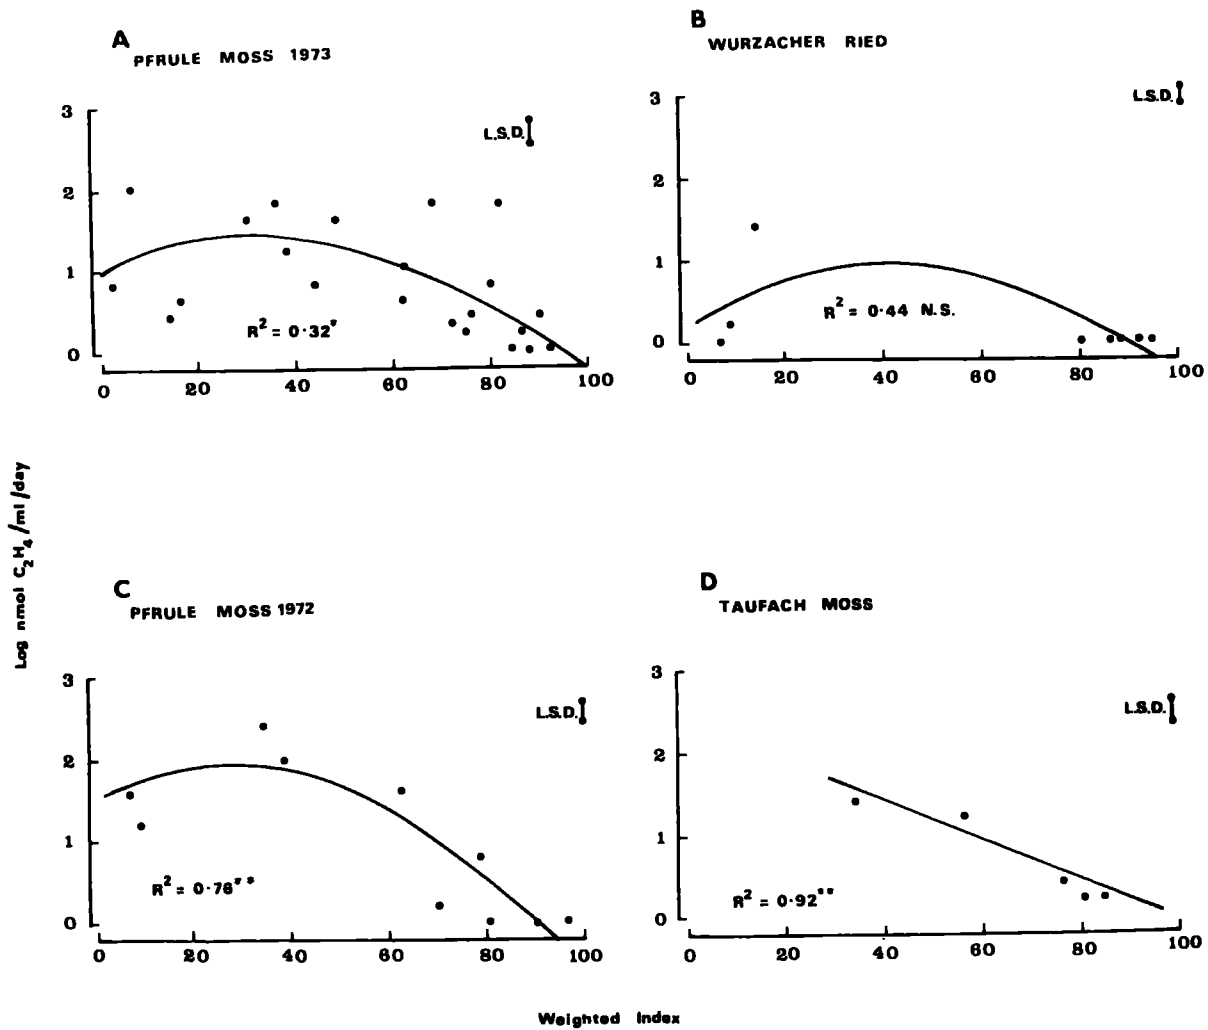 A
PFRULE MOSS 1973
3
2
1
0
L.S.D.
R² = 0·32*
0 20 40 60 80 100
B
WURZACHER RIED
3
2
1
0
L.S.D.
R² = 0·44 N.S.
0 20 40 60 80 100
Log nmol C₂H₄/ml/day
C
PFRULE MOSS 1972
3
2
1
0
L.S.D.
R² = 0·76**
0 20 40 60 80 100
D
TAUFACH MOSS
3
2
1
0
L.S.D.
R² = 0·92**
0 20 40 60 80 100
Weighted Index